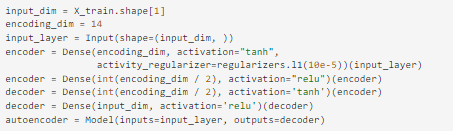 input_dim = X_train.shape[1]
encoding_dim = 14
input_layer = Input(shape=(input_dim, ))
encoder = Dense(encoding_dim, activation="tanh",
activity_regularizer=regularizers.l1(10e-5))(input_layer)
encoder = Dense(int(encoding_dim / 2), activation="relu")(encoder)
decoder = Dense(int(encoding_dim / 2), activation='tanh')(encoder)
decoder = Dense(input_dim, activation='relu')(decoder)
autoencoder = Model(inputs=input_layer, outputs=decoder)